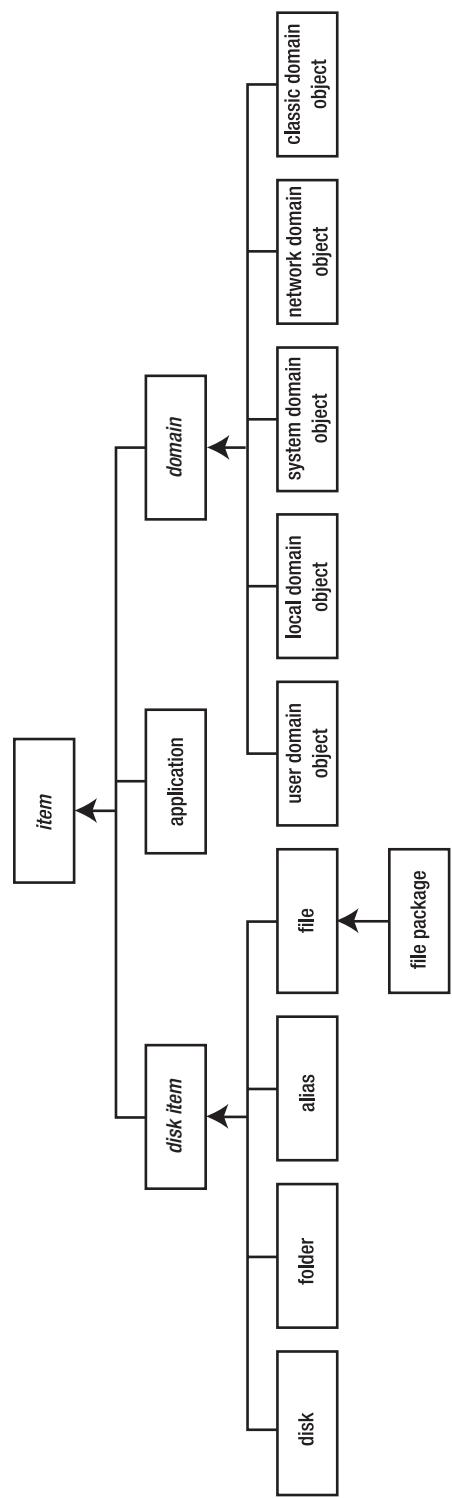 item
disk item
application
domain
disk
folder
alias
file
user domain
object
local domain
object
system domain
object
network domain
object
classic domain
object
file package